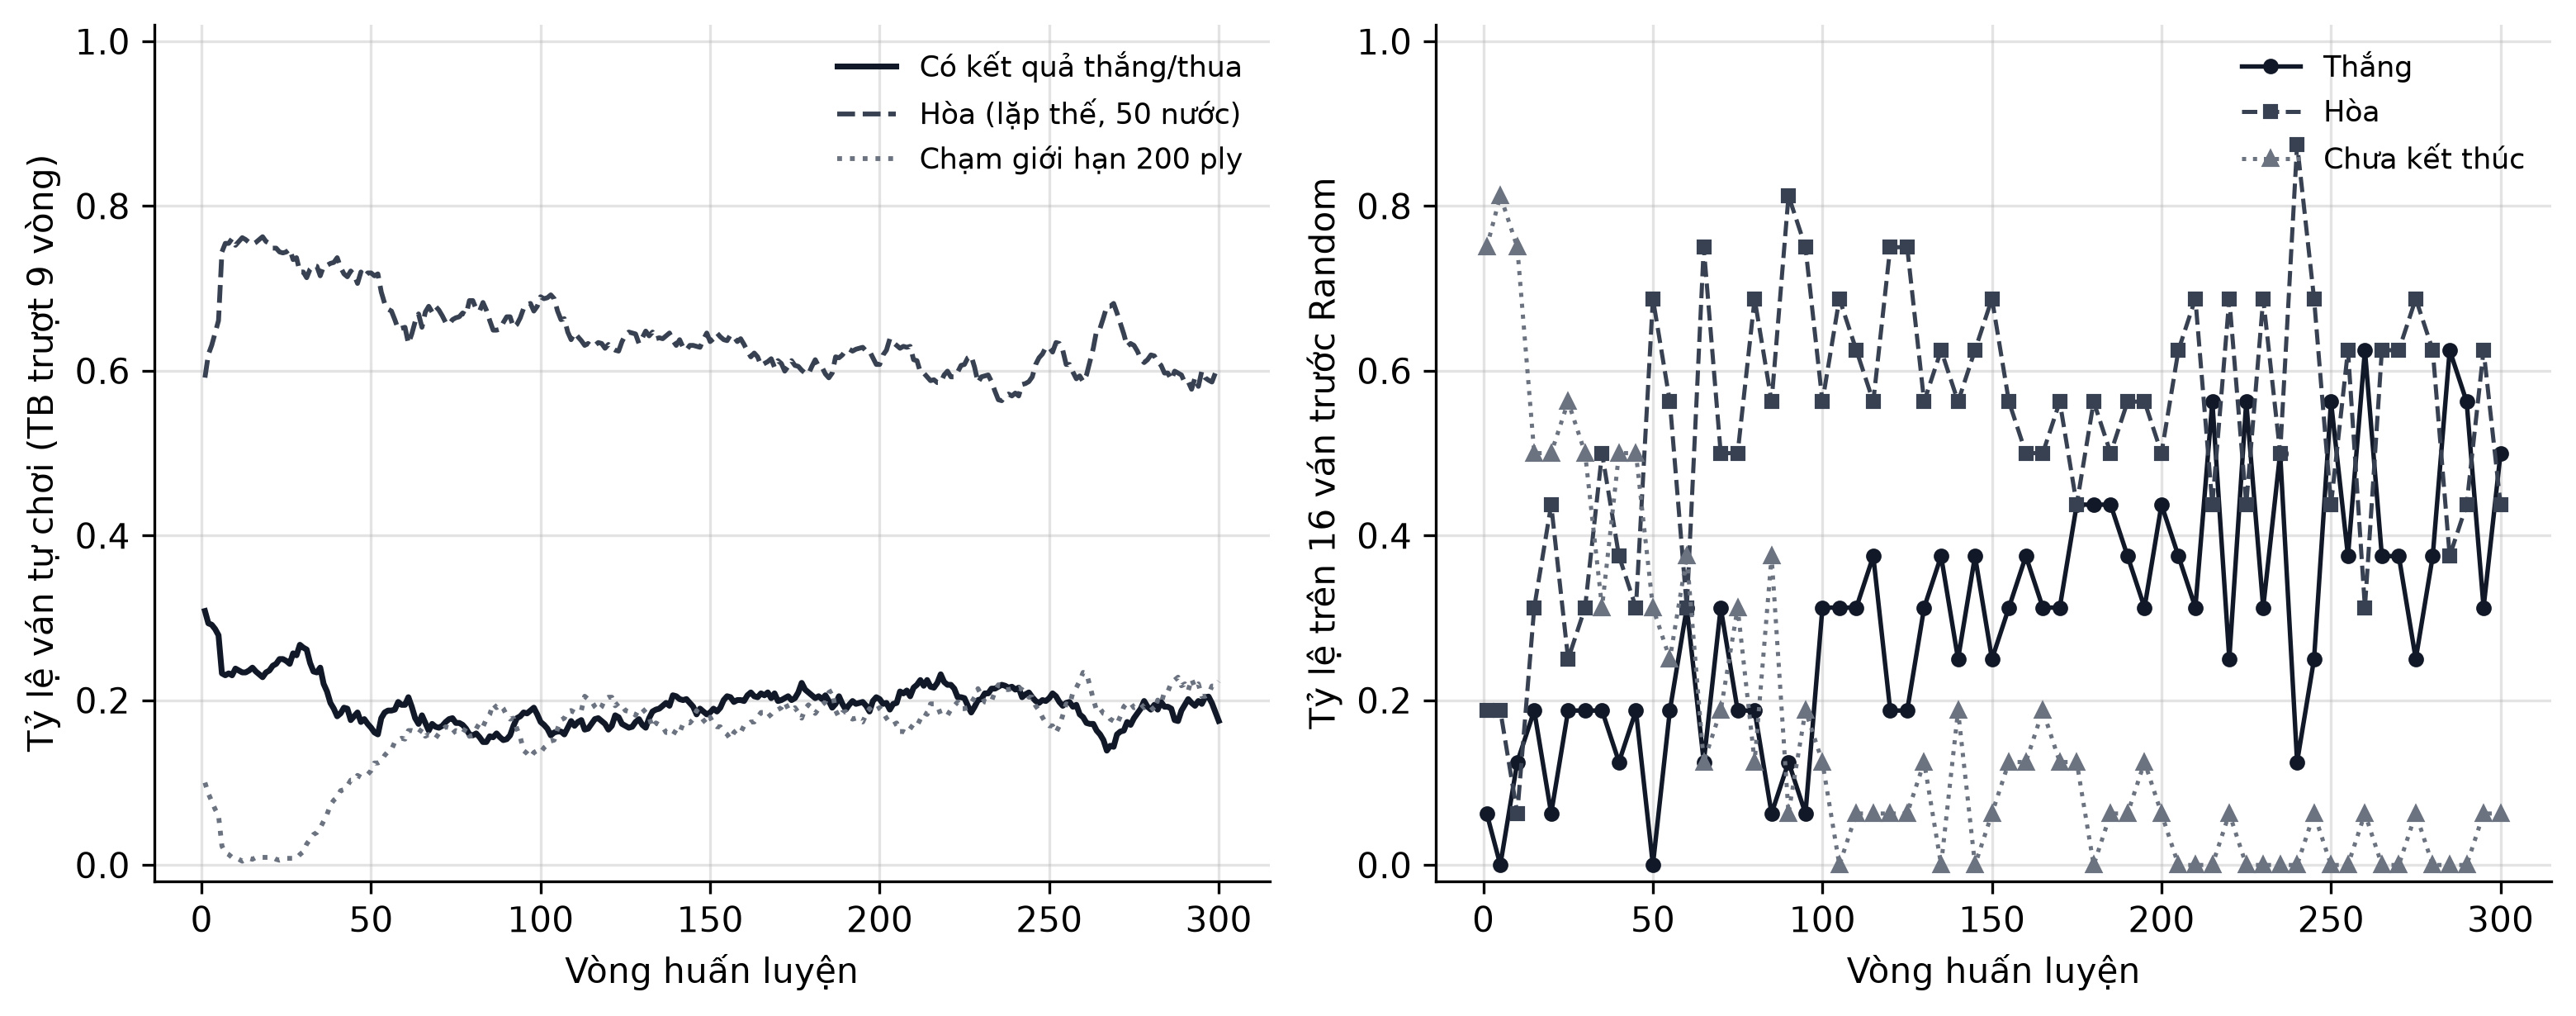 Tỷ lệ ván tự chơi (TB trượt 9 vòng)
1.0
0.8
0.6
0.4
0.2
0.0
Có kết quả thắng/thua
Hòa (lặp thế, 50 nước)
Chạm giới hạn 200 ply
0 50 100 150 200 250 300
Vòng huấn luyện
Tỷ lệ trên 16 ván trước Random
1.0
0.8
0.6
0.4
0.2
0.0
Thắng
Hòa
Chưa kết thúc
0 50 100 150 200 250 300
Vòng huấn luyện